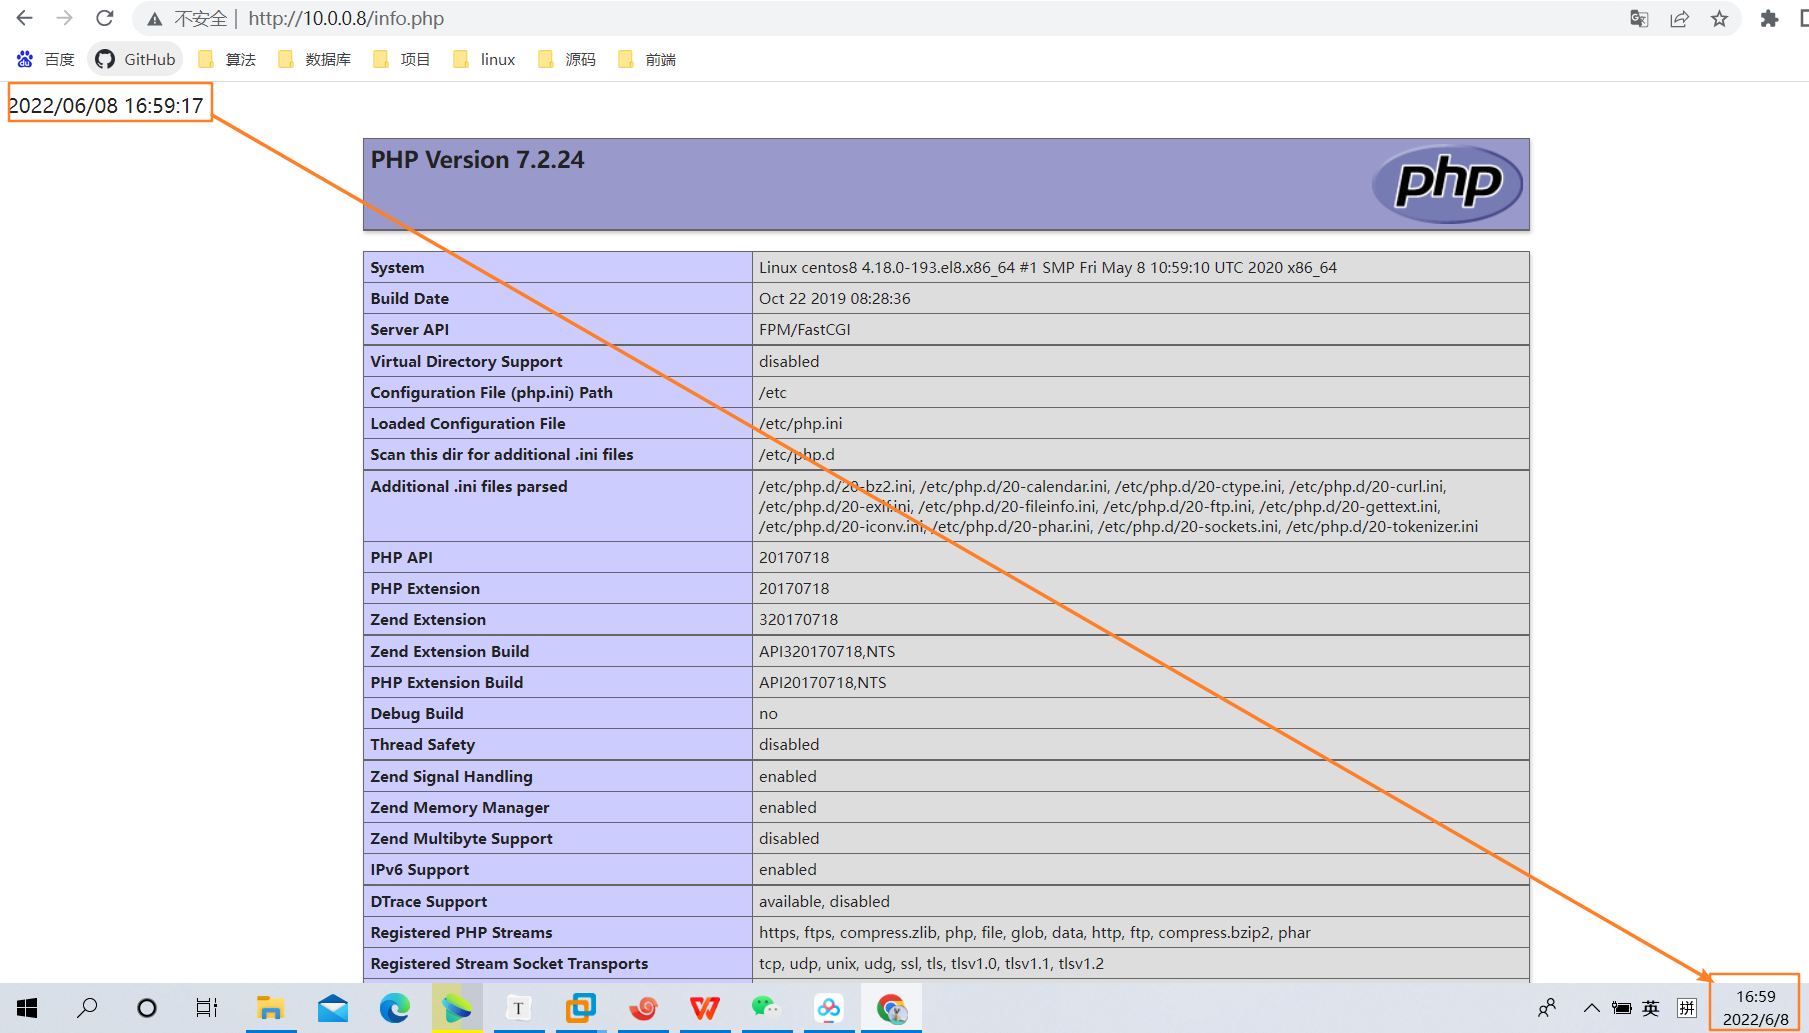 不安全 | http://10.0.0.8/info.php
百度 GitHub 算法 数据库 项目 linux 源码 前端
2022/06/08 16:59:17
PHP Version 7.2.24
php
System Linux centos8 4.18.0-193.el8.x86_64 #1 SMP Fri May 8 10:59:10 UTC 2020 x86_64
Build Date Oct 22 2019 08:28:36
Server API FPM/FastCGI
Virtual Directory Support disabled
Configuration File (php.ini) Path /etc
Loaded Configuration File /etc/php.ini
Scan this dir for additional .ini files /etc/php.d
Additional .ini files parsed /etc/php.d/20-bz2.ini, /etc/php.d/20-calendar.ini, /etc/php.d/20-ctype.ini, /etc/php.d/20-curl.ini,
/etc/php.d/20-exif.ini, /etc/php.d/20-fileinfo.ini, /etc/php.d/20-ftp.ini, /etc/php.d/20-gettext.ini,
/etc/php.d/20-iconv.ini, /etc/php.d/20-phar.ini, /etc/php.d/20-sockets.ini, /etc/php.d/20-tokenizer.ini
PHP API 20170718
PHP Extension 20170718
Zend Extension 320170718
Zend Extension Build API320170718,NTS
PHP Extension Build API20170718,NTS
Debug Build no
Thread Safety disabled
Zend Signal Handling enabled
Zend Memory Manager enabled
Zend Multibyte Support disabled
IPv6 Support enabled
DTrace Support available, disabled
Registered PHP Streams https, ftps, compress.zlib, php, file, glob, data, http, ftp, compress.bzip2, phar
Registered Stream Socket Transports tcp, udp, unix, udg, ssl, tls, tlsv1.0, tlsv1.1, tlsv1.2
T 英 拼 16:59
2022/6/8